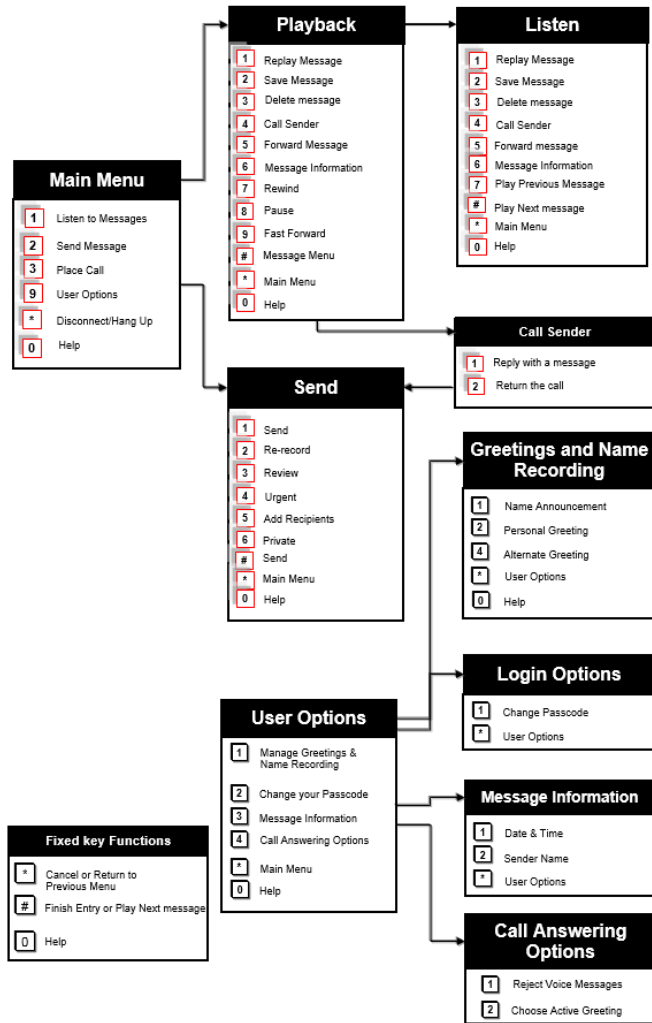 Playback
1 Replay Message
2 Save Message
3 Delete message
4 Call Sender
5 Forward Message
6 Message Information
7 Rewind
8 Pause
9 Fast Forward
# Message Menu
* Main Menu
0 Help
Listen
1 Replay Message
2 Save Message
3 Delete message
4 Call Sender
5 Forward message
6 Message Information
7 Play Previous Message
# Play Next message
* Main Menu
0 Help
Main Menu
1 Listen to Messages
2 Send Message
3 Place Call
9 User Options
* Disconnect/Hang Up
0 Help
Call Sender
1 Reply with a message
2 Return the call
Send
1 Send
2 Re-record
3 Review
4 Urgent
5 Add Recipients
6 Private
# Send
* Main Menu
0 Help
Greetings and Name
Recording
1 Name Announcement
2 Personal Greeting
4 Alternate Greeting
* User Options
0 Help
Login Options
1 Change Passcode
* User Options
User Options
1 Manage Greetings &
Name Recording
2 Change your Passcode
3 Message Information
4 Call Answering Options
* Main Menu
0 Help
Message Information
1 Date & Time
2 Sender Name
* User Options
Fixed key Functions
* Cancel or Return to
Previous Menu
# Finish Entry or Play Next message
0 Help
Call Answering
Options
1 Reject Voice Messages
2 Choose Active Greeting